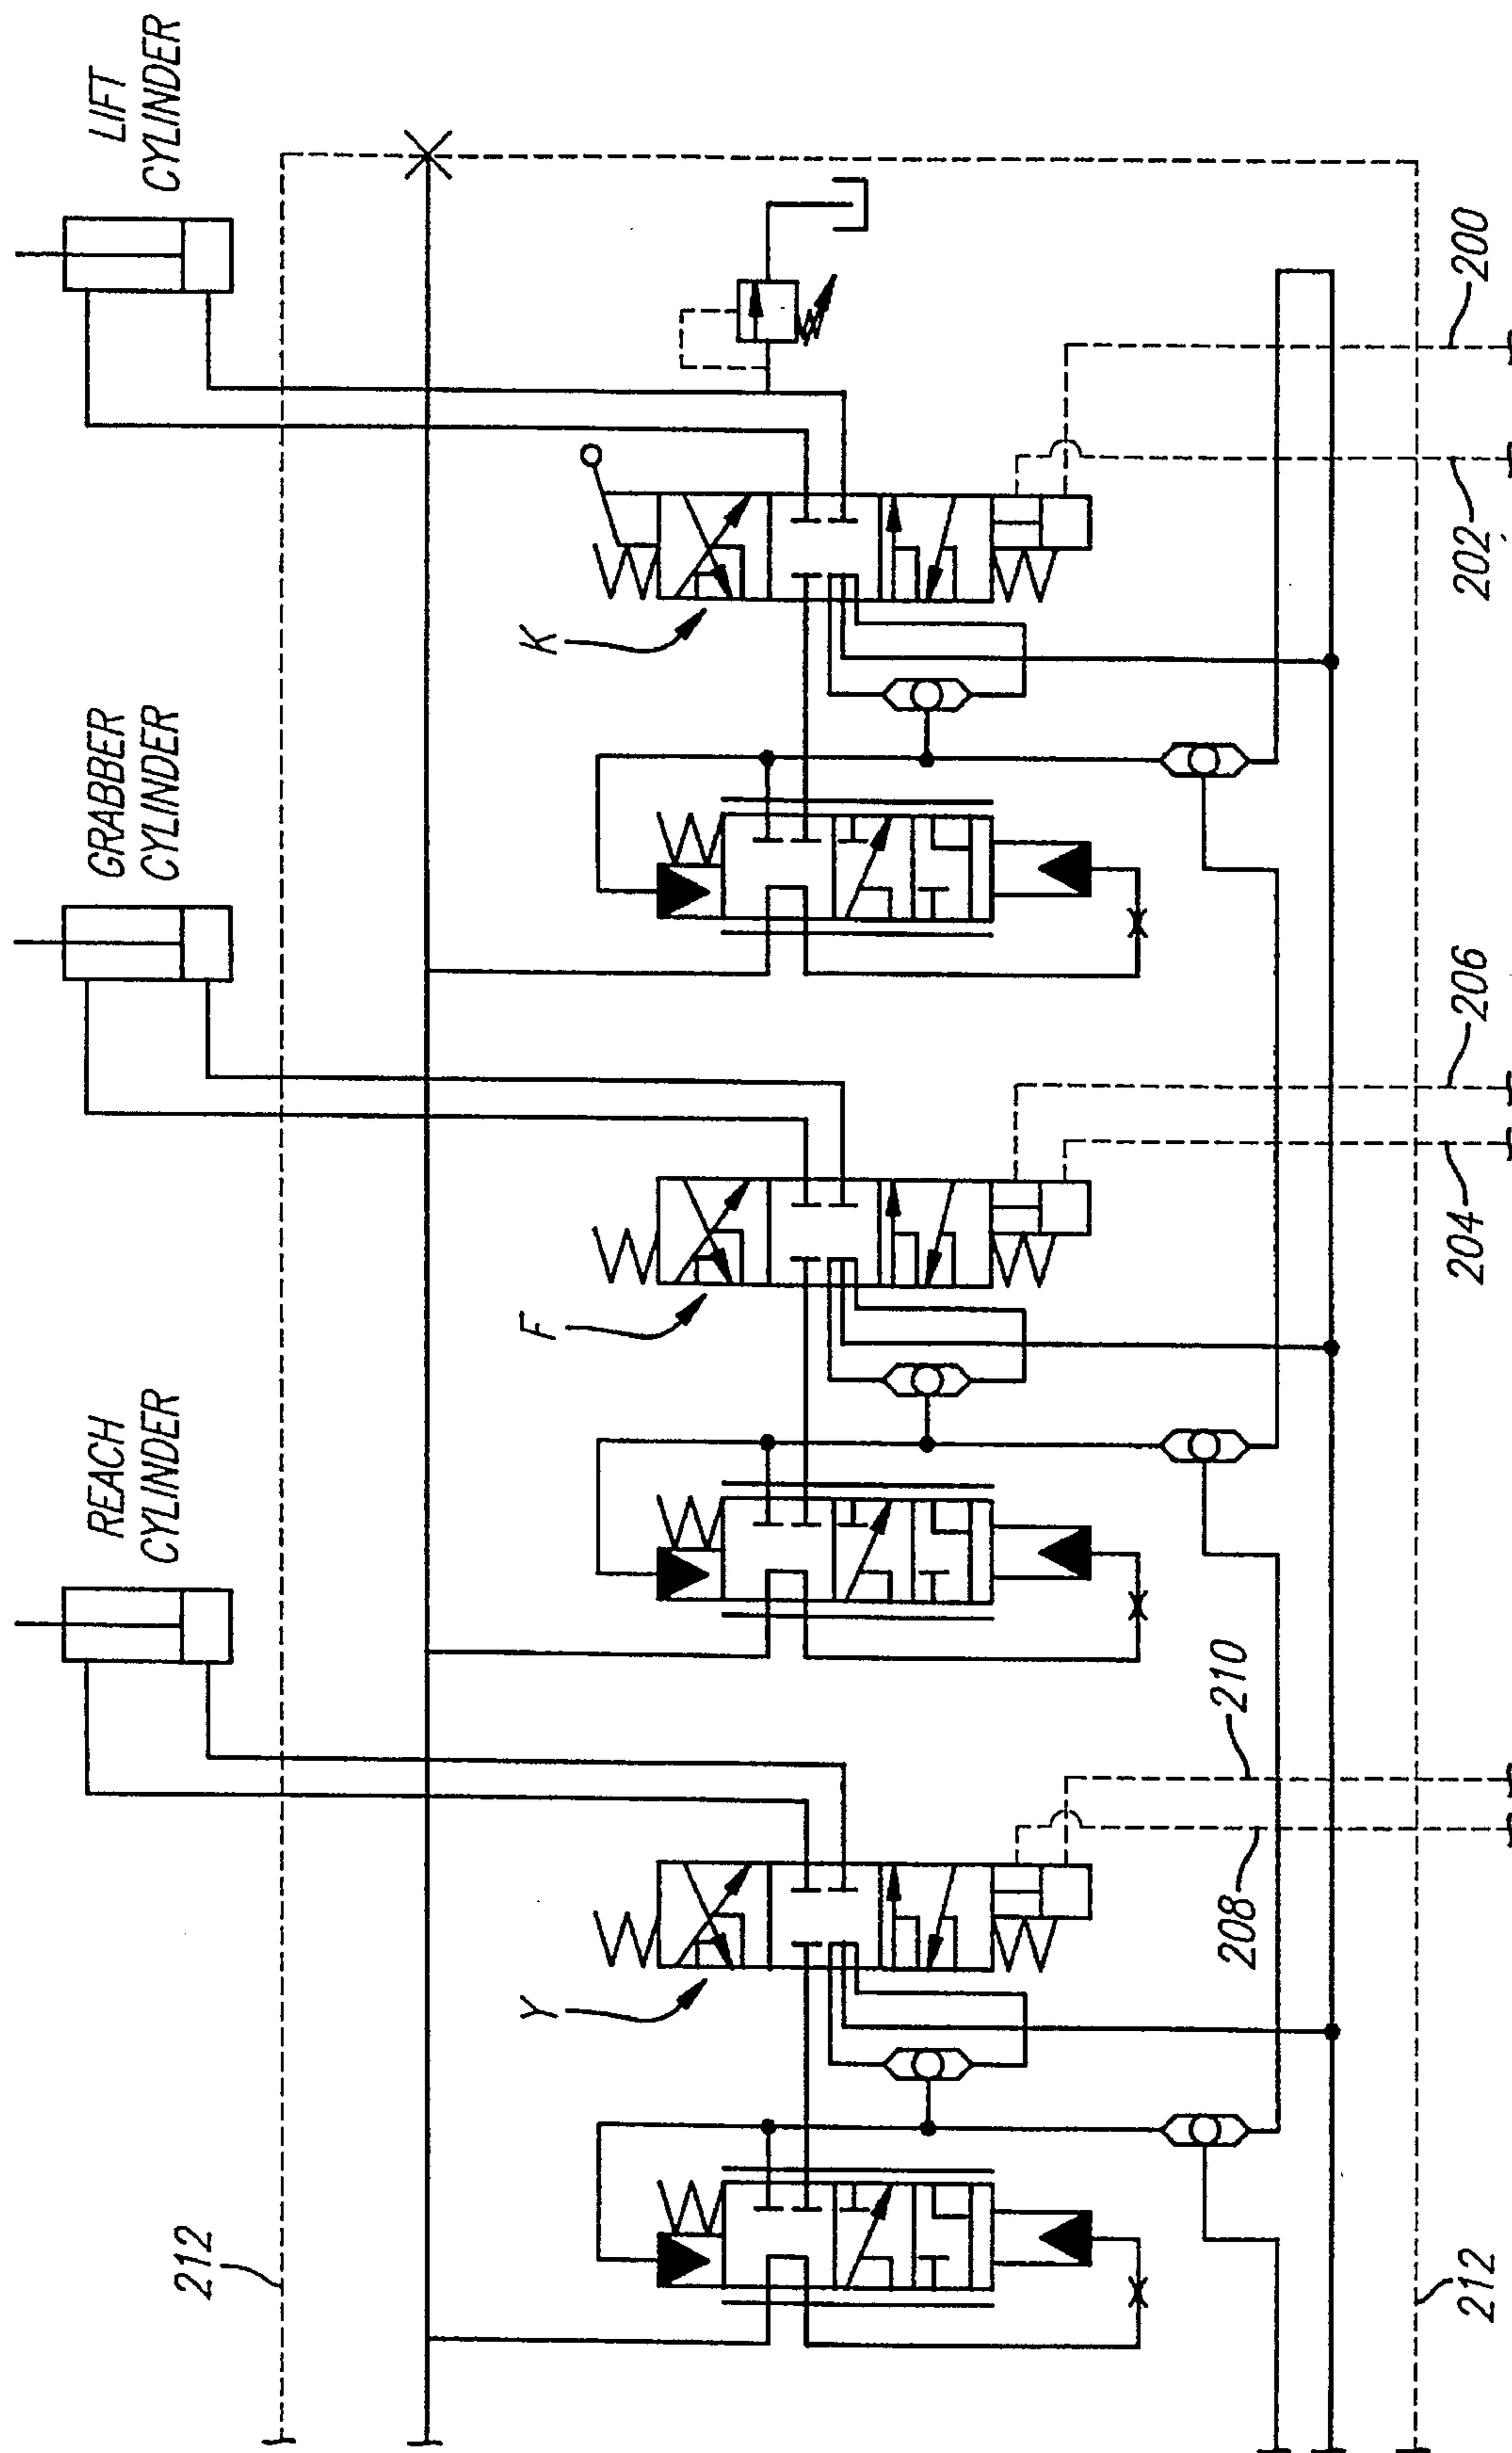 REACH
CYLINDER
GRABBER
CYLINDER
LIFT
CYLINDER
212
Y
F
K
208
210
204
206
202
200
212